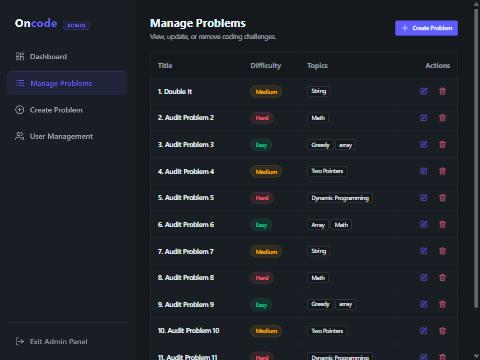 Oncode ADMIN
Dashboard
Manage Problems
Create Problem
User Management
Exit Admin Panel
Manage Problems
View, update, or remove coding challenges.
Create Problem
Title Difficulty Topics Actions
1. Double It Medium String
2. Audit Problem 2 Hard Math
3. Audit Problem 3 Easy Greedy array
4. Audit Problem 4 Medium Two Pointers
5. Audit Problem 5 Hard Dynamic Programming
6. Audit Problem 6 Easy Array Math
7. Audit Problem 7 Medium String
8. Audit Problem 8 Hard Math
9. Audit Problem 9 Easy Greedy array
10. Audit Problem 10 Medium Two Pointers
11. Audit Problem 11 Hard Dynamic Programming